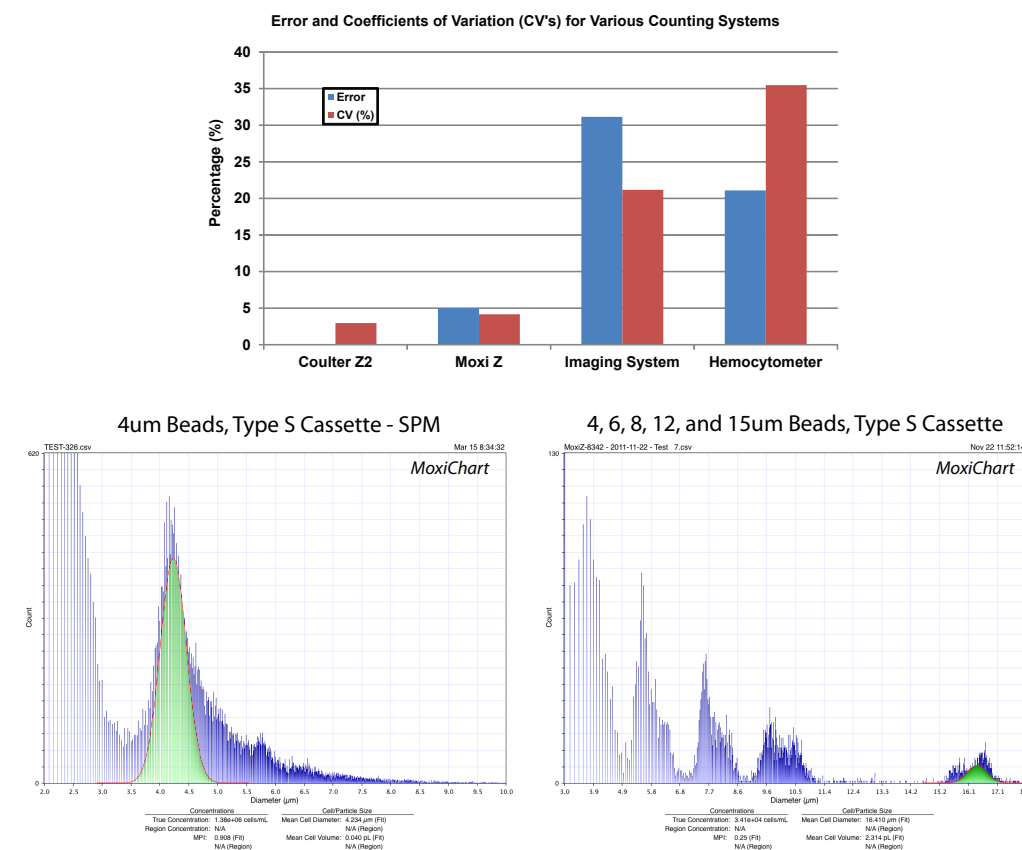 Error and Coefficients of Variation (CV's) for Various Counting Systems
Percentage (%)
40
35
30
25
20
15
10
5
0
Error
CV (%)
Coulter Z2 Moxi Z Imaging System Hemocytometer
4um Beads, Type S Cassette - SPM
TEST-326.csv Mar 15 8:34:32
MoxiChart
620
Count
0
2.0 2.5 3.0 3.5 4.0 4.5 5.0 5.5 6.0 6.5 7.0 7.5 8.0 8.5 9.0 9.5 10.0
Diameter (μm)
Concentrations Cell/Particle Size
True Concentration: 1.38e+06 cells/mL Mean Cell Diameter: 4.234 μm (Fit)
Region Concentration: N/A N/A (Region)
MPI: 0.908 (Fit) Mean Cell Volume: 0.040 pL (Fit)
N/A (Region) N/A (Region)
4, 6, 8, 12, and 15um Beads, Type S Cassette
MoxiZ-8342 - 2011-11-22 - Test 7.csv Nov 22 11:52:14
MoxiChart
130
Count
0
3.0 3.9 4.9 5.8 6.8 7.7 8.6 9.6 10.5 11.4 12.4 13.3 14.3 15.2 16.1 17.1
Diameter (μm)
Concentrations Cell/Particle Size
True Concentration: 3.41e+04 cells/mL Mean Cell Diameter: 16.410 μm (Fit)
Region Concentration: N/A N/A (Region)
MPI: 0.25 (Fit) Mean Cell Volume: 2.314 pL (Fit)
N/A (Region) N/A (Region)